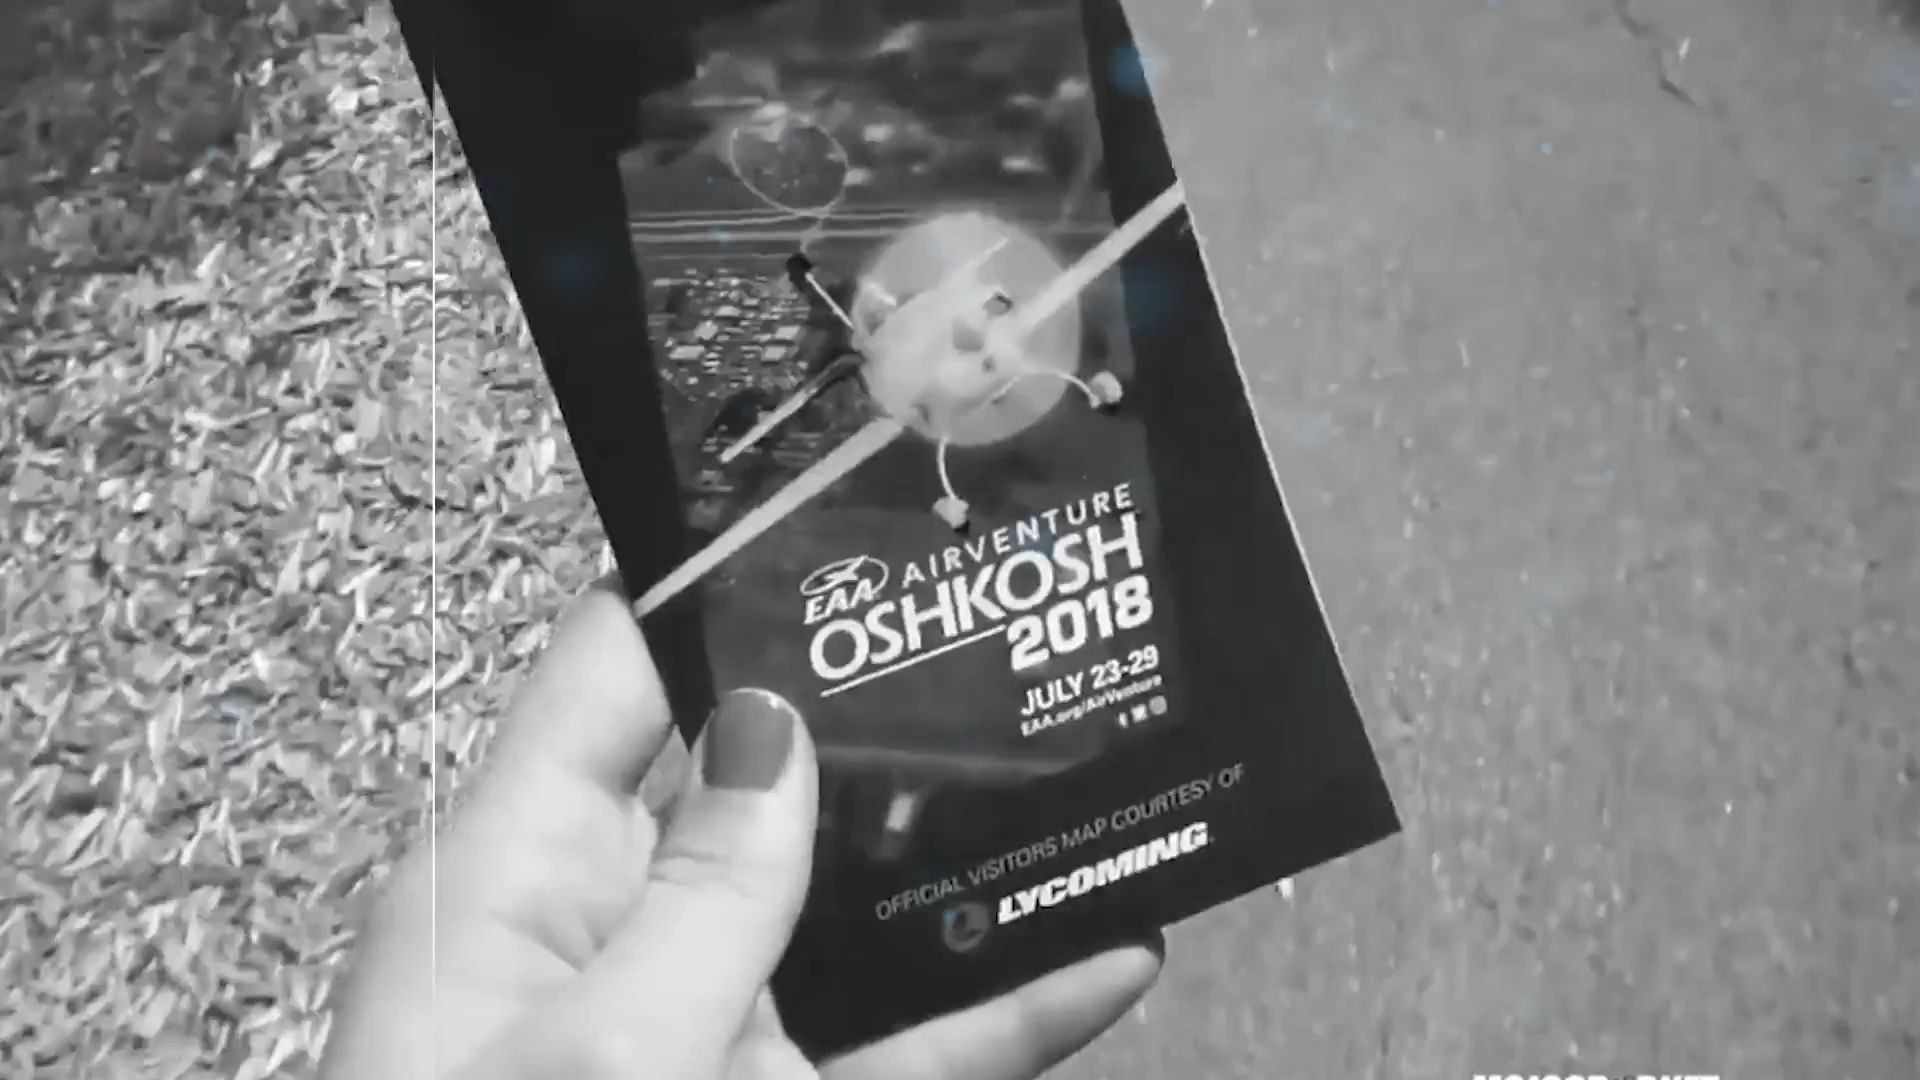 AIRVENTURE
EAA
OSHKOSH
2018
JULY 23-29
EAA.org/AirVenture
OFFICIAL VISITORS MAP COURTESY OF
LYCOMING